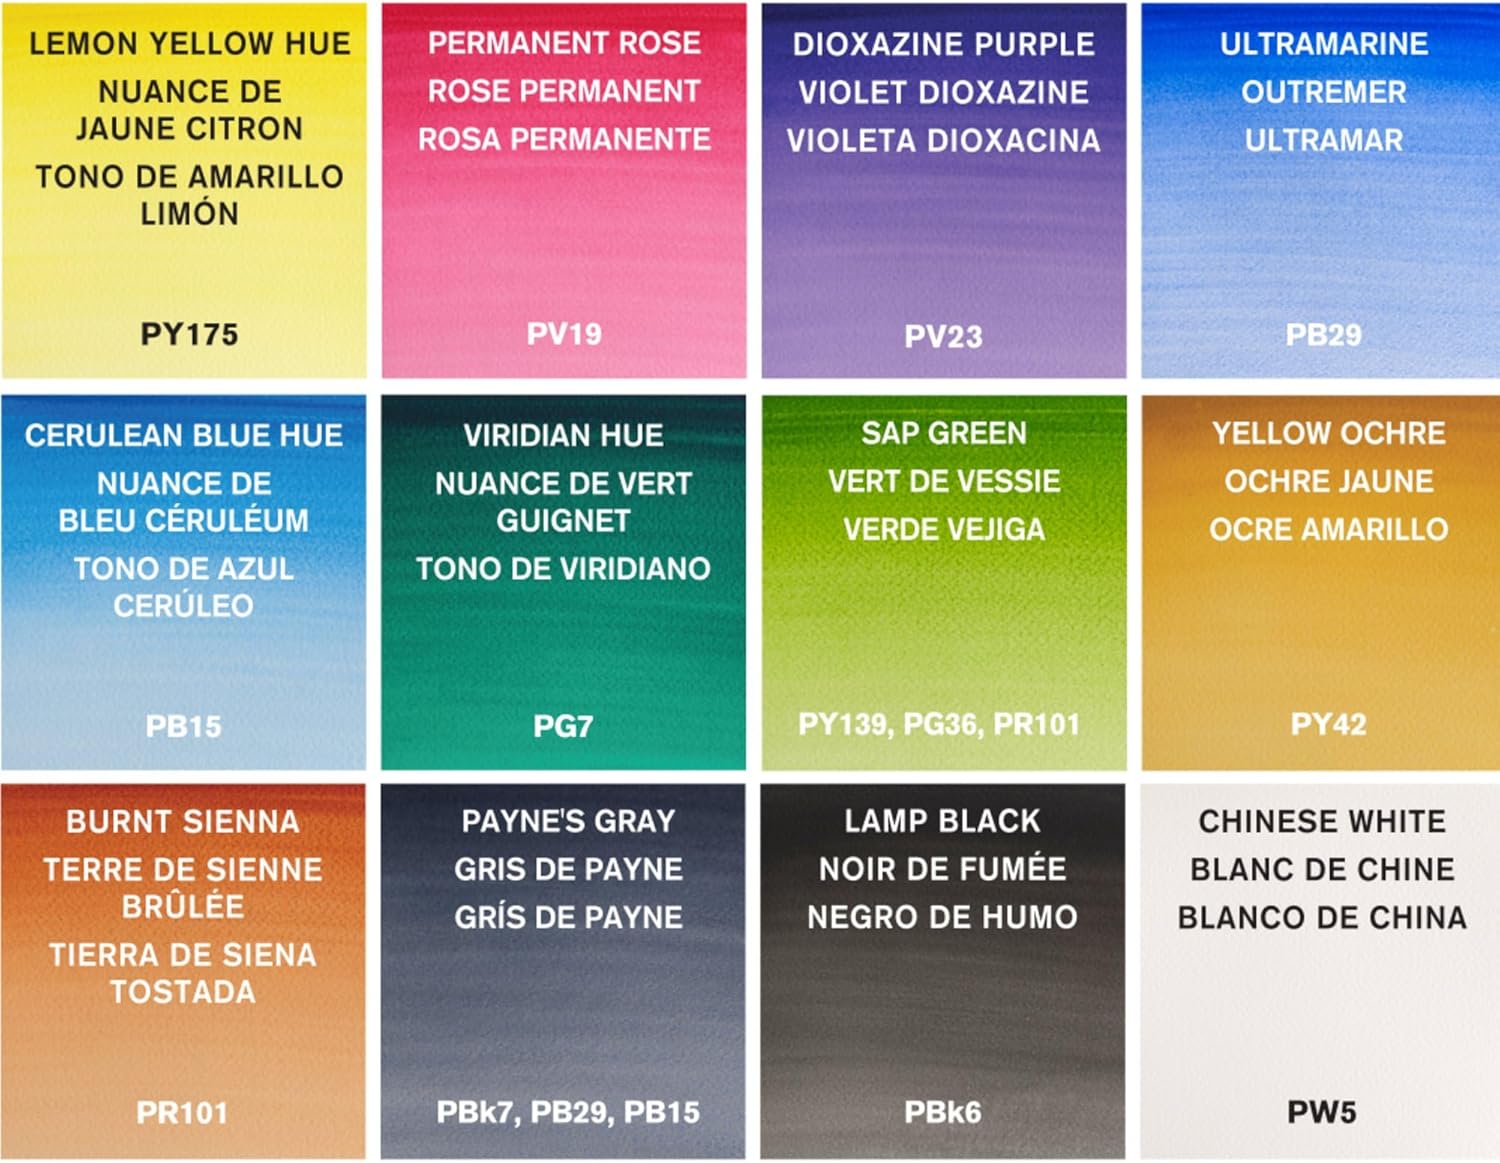 LEMON YELLOW HUE
NUANCE DE
JAUNE CITRON
TONO DE AMARILLO
LIMÓN
PY175
PERMANENT ROSE
ROSE PERMANENT
ROSA PERMANENTE
PV19
DIOXAZINE PURPLE
VIOLET DIOXAZINE
VIOLETA DIOXACINA
PV23
ULTRAMARINE
OUTREMER
ULTRAMAR
PB29
CERULEAN BLUE HUE
NUANCE DE
BLEU CÉRULÉUM
TONO DE AZUL
CERÚLEO
PB15
VIRIDIAN HUE
NUANCE DE VERT
GUIGNET
TONO DE VIRIDIANO
PG7
SAP GREEN
VERT DE VESSIE
VERDE VEJIGA
PY139, PG36, PR101
YELLOW OCHRE
OCHRE JAUNE
OCRE AMARILLO
PY42
BURNT SIENNA
TERRE DE SIENNE
BRÛLÉE
TIERRA DE SIENA
TOSTADA
PR101
PAYNE'S GRAY
GRIS DE PAYNE
GRÍS DE PAYNE
PBk7, PB29, PB15
LAMP BLACK
NOIR DE FUMÉE
NEGRO DE HUMO
PBk6
CHINESE WHITE
BLANC DE CHINE
BLANCO DE CHINA
PW5